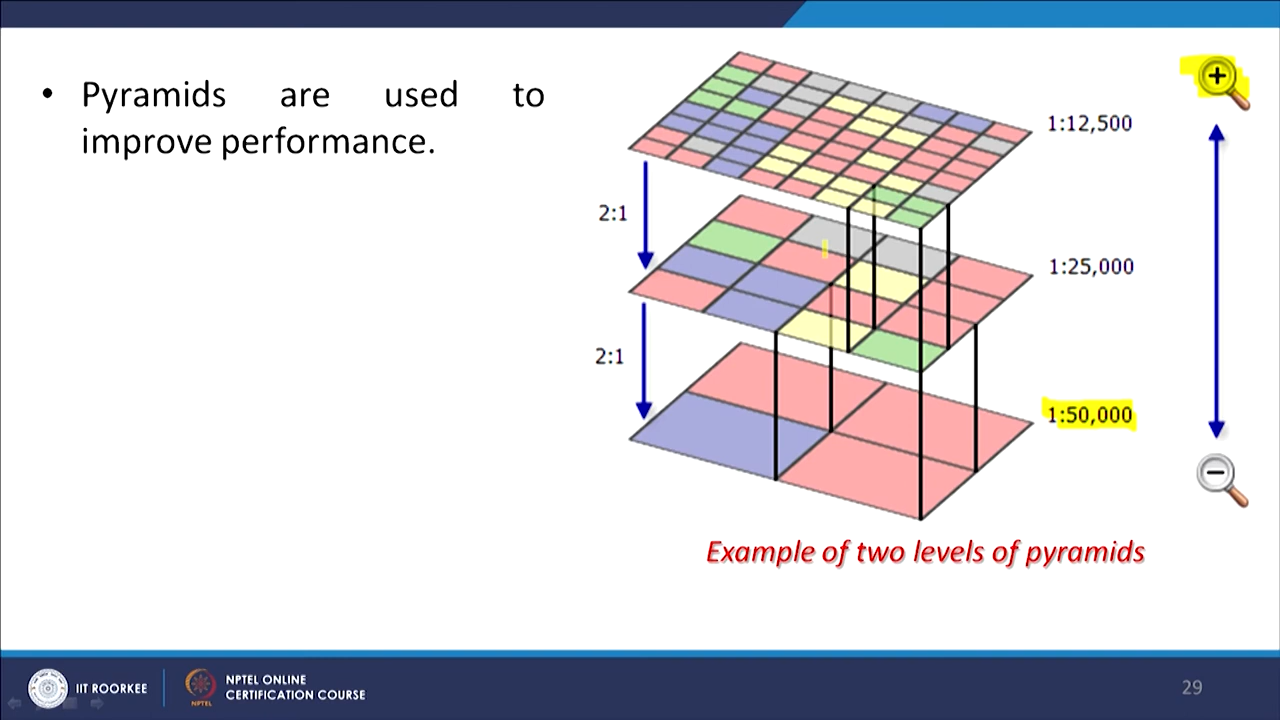 • Pyramids are used to
improve performance.
1:12,500
2:1
1:25,000
2:1
1:50,000
Example of two levels of pyramids
IIT ROORKEE
NPTEL
NPTEL ONLINE
CERTIFICATION COURSE
29